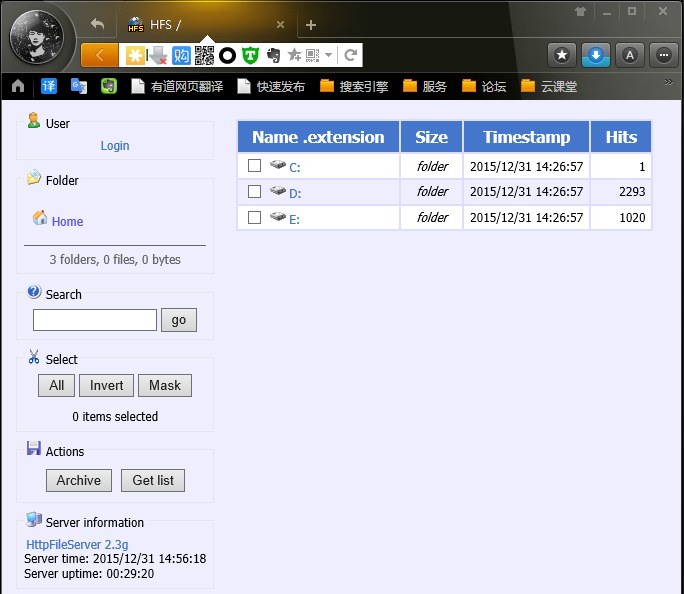 HFS /
译
购
A
有道网页翻译
快速发布
搜索引擎
服务
论坛
云课堂
User
Login
Folder
Home
3 folders, 0 files, 0 bytes
Search
go
Select
All Invert Mask
0 items selected
Actions
Archive Get list
Server information
HttpFileServer 2.3g
Server time: 2015/12/31 14:56:18
Server uptime: 00:29:20
Name .extension Size Timestamp Hits
C: folder 2015/12/31 14:26:57 1
D: folder 2015/12/31 14:26:57 2293
E: folder 2015/12/31 14:26:57 1020